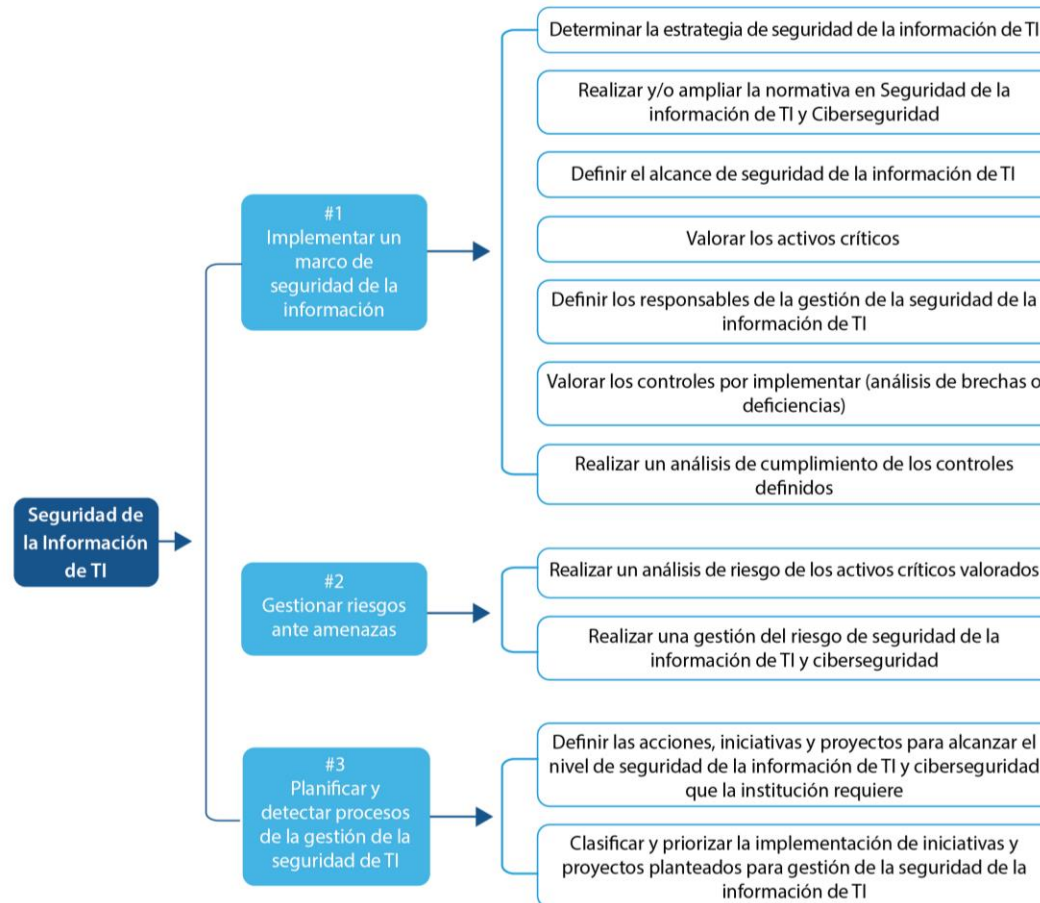 Determinar la estrategia de seguridad de la información de TI
Realizar y/o ampliar la normativa en Seguridad de la
información de TI y Ciberseguridad
Definir el alcance de seguridad de la información de TI
Valorar los activos críticos
Definir los responsables de la gestión de la seguridad de la
información de TI
Valorar los controles por implementar (análisis de brechas o
deficiencias)
Realizar un análisis de cumplimiento de los controles
definidos
#1
Implementar un
marco de
seguridad de la
información
Seguridad de
la Información
de TI
#2
Gestionar riesgos
ante amenazas
Realizar un análisis de riesgo de los activos críticos valorados
Realizar una gestión del riesgo de seguridad de la
información de TI y ciberseguridad
#3
Planificar y
detectar procesos
de la gestión de la
seguridad de TI
Definir las acciones, iniciativas y proyectos para alcanzar el
nivel de seguridad de la información de TI y ciberseguridad
que la institución requiere
Clasificar y priorizar la implementación de iniciativas y
proyectos planteados para gestión de la seguridad de la
información de TI